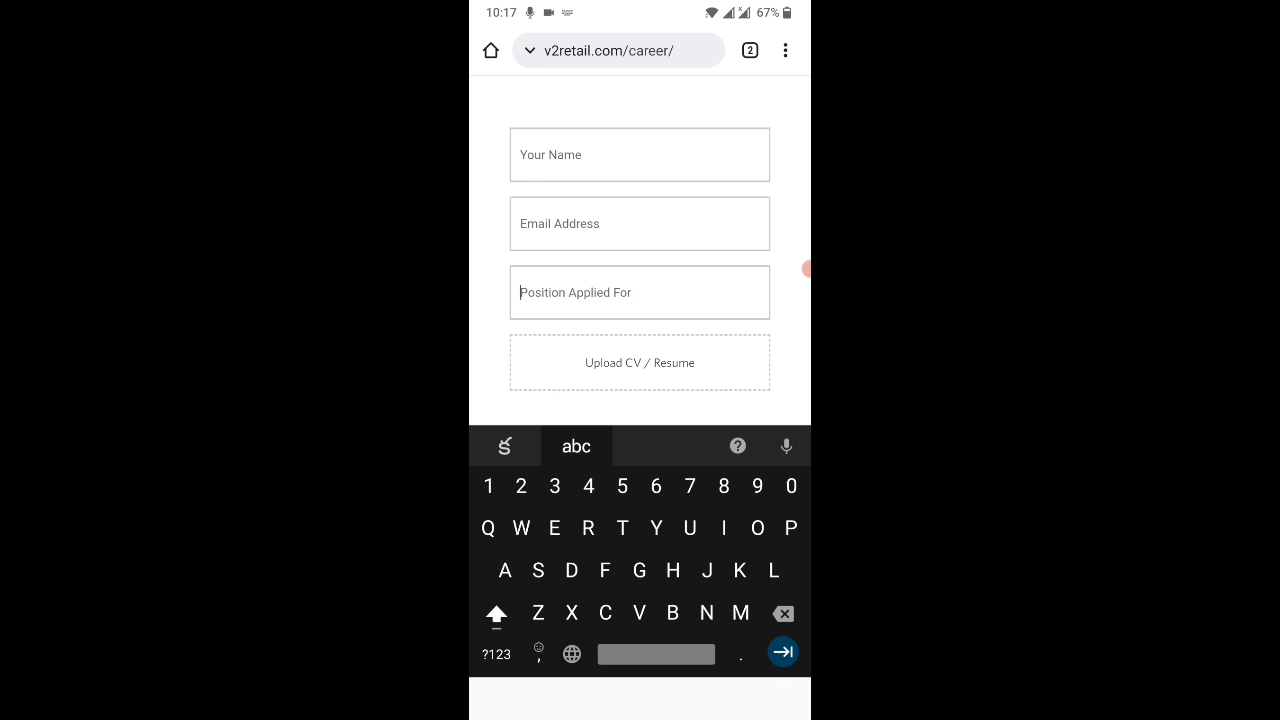 10:17 67%
v2retail.com/career/ 2
Your Name
Email Address
Position Applied For
Upload CV / Resume
abc ?
1 2 3 4 5 6 7 8 9 0
Q W E R T Y U I O P
A S D F G H J K L
Z X C V B N M
?123 , .